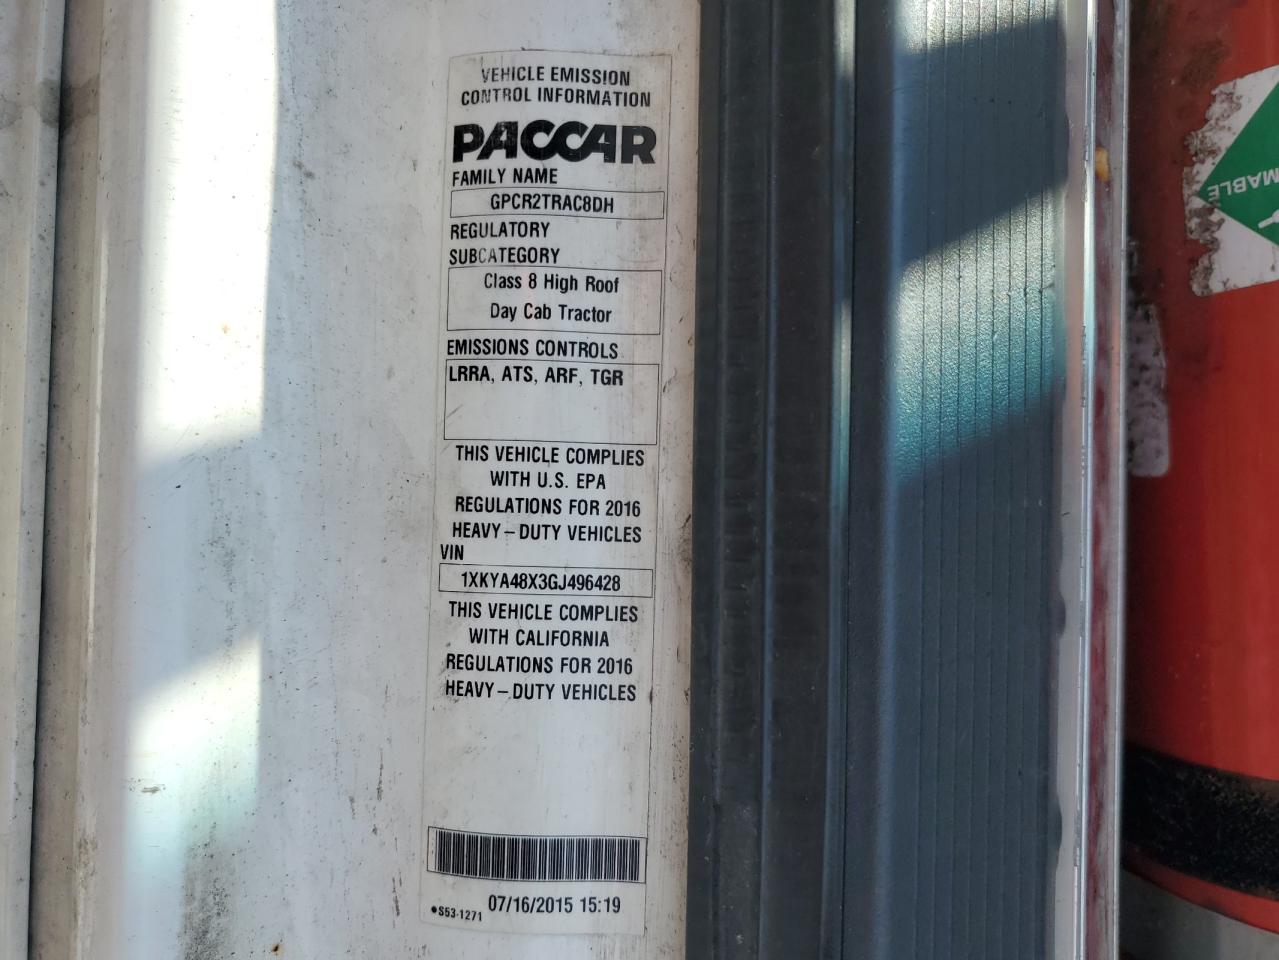 VEHICLE EMISSION
CONTROL INFORMATION
PACCAR
FAMILY NAME
GPCR2TRAC8DH
REGULATORY
SUBCATEGORY
Class 8 High Roof
Day Cab Tractor
EMISSIONS CONTROLS
LRRA, ATS, ARF, TGR
THIS VEHICLE COMPLIES
WITH U.S. EPA
REGULATIONS FOR 2016
HEAVY-DUTY VEHICLES
VIN
1XKYA48X3GJ496428
THIS VEHICLE COMPLIES
WITH CALIFORNIA
REGULATIONS FOR 2016
HEAVY-DUTY VEHICLES
•S53-1271 07/16/2015 15:19